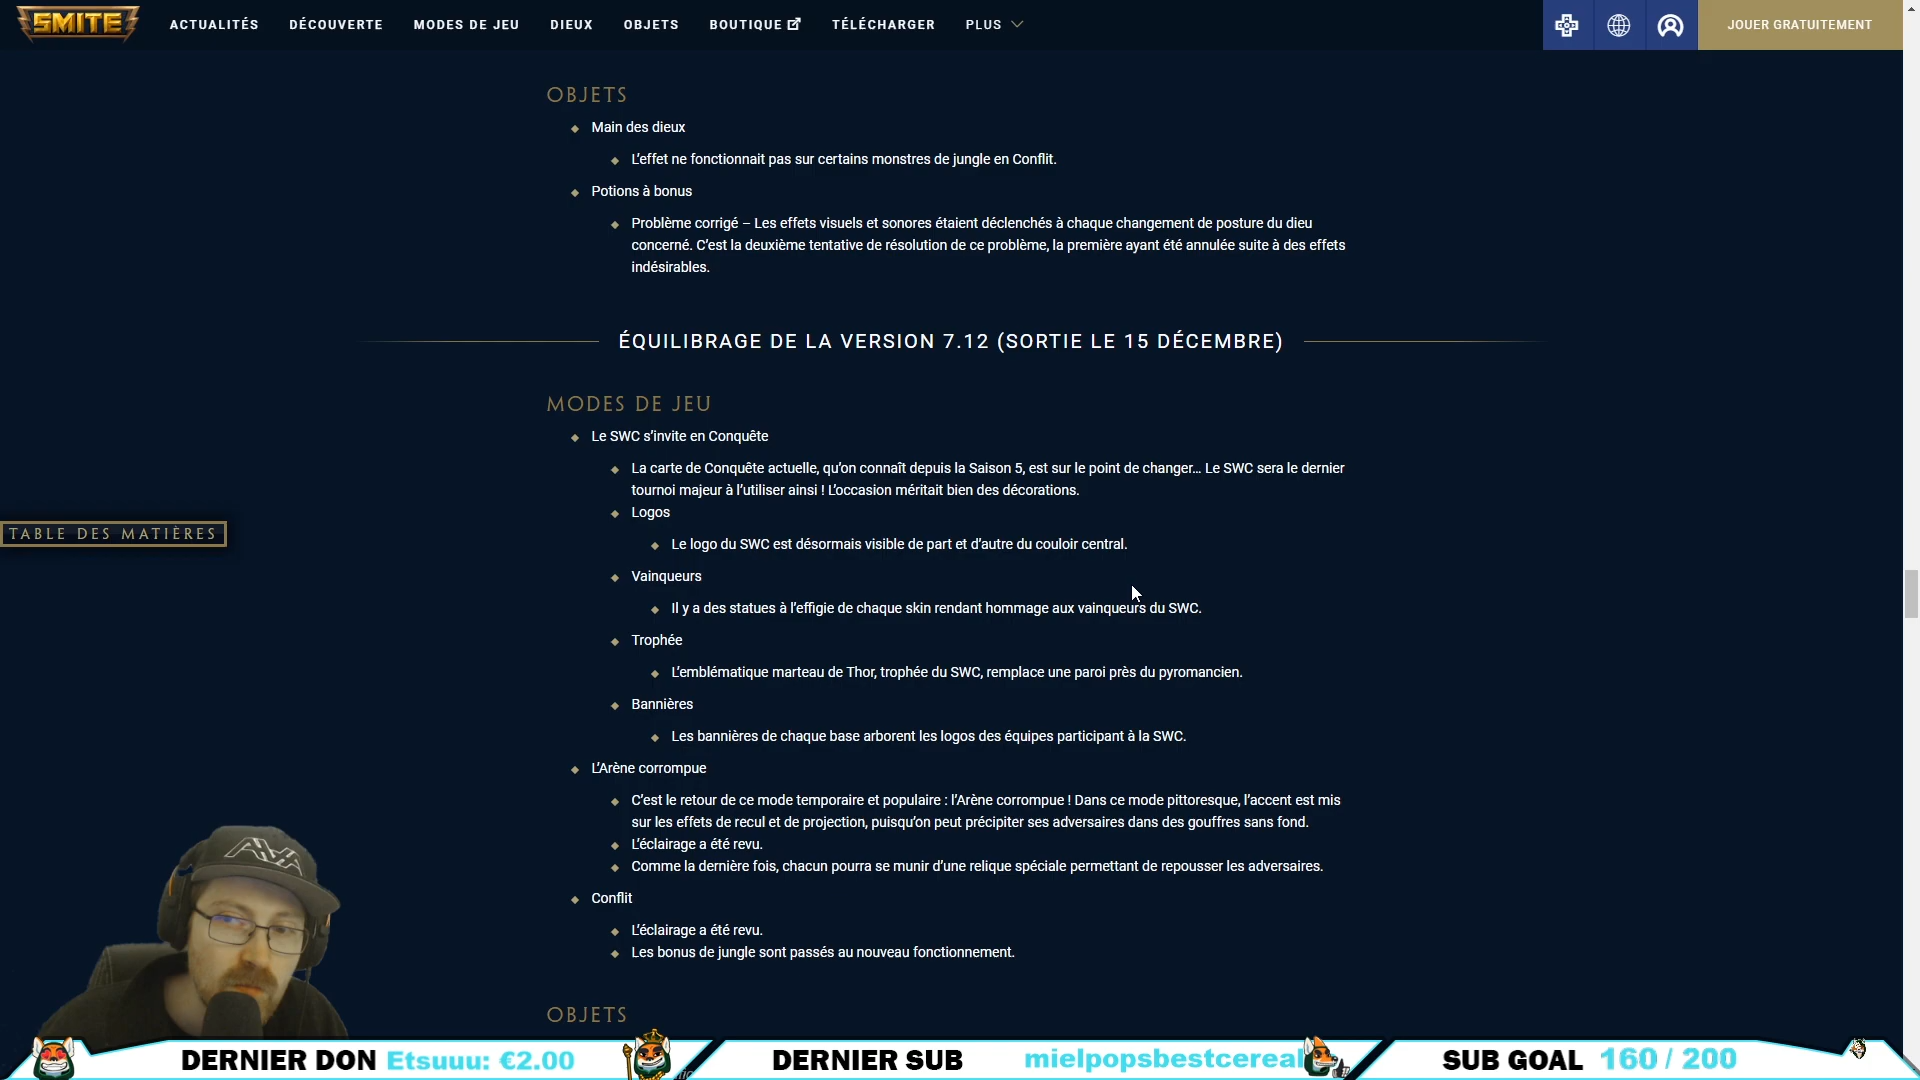 SMITE ACTUALITÉS DÉCOUVERTE MODES DE JEU DIEUX OBJETS BOUTIQUE TÉLÉCHARGER PLUS JOUER GRATUITEMENT
OBJETS
Main des dieux
L'effet ne fonctionnait pas sur certains monstres de jungle en Conflit.
Potions à bonus
Problème corrigé – Les effets visuels et sonores étaient déclenchés à chaque changement de posture du dieu
concerné. C'est la deuxième tentative de résolution de ce problème, la première ayant été annulée suite à des effets
indésirables.
ÉQUILIBRAGE DE LA VERSION 7.12 (SORTIE LE 15 DÉCEMBRE)
MODES DE JEU
Le SWC s'invite en Conquête
La carte de Conquête actuelle, qu'on connaît depuis la Saison 5, est sur le point de changer… Le SWC sera le dernier
tournoi majeur à l'utiliser ainsi ! L'occasion méritait bien des décorations.
Logos
TABLE DES MATIÈRES
Le logo du SWC est désormais visible de part et d'autre du couloir central.
Vainqueurs
Il y a des statues à l'effigie de chaque skin rendant hommage aux vainqueurs du SWC.
Trophée
L'emblématique marteau de Thor, trophée du SWC, remplace une paroi près du pyromancien.
Bannières
Les bannières de chaque base arborent les logos des équipes participant à la SWC.
L'Arène corrompue
C'est le retour de ce mode temporaire et populaire : l'Arène corrompue ! Dans ce mode pittoresque, l'accent est mis
sur les effets de recul et de projection, puisqu'on peut précipiter ses adversaires dans des gouffres sans fond.
L'éclairage a été revu.
Comme la dernière fois, chacun pourra se munir d'une relique spéciale permettant de repousser les adversaires.
Conflit
L'éclairage a été revu.
Les bonus de jungle sont passés au nouveau fonctionnement.
OBJETS
DERNIER DON Etsuuu: €2.00 DERNIER SUB mielpopsbestcereal SUB GOAL 160 / 200